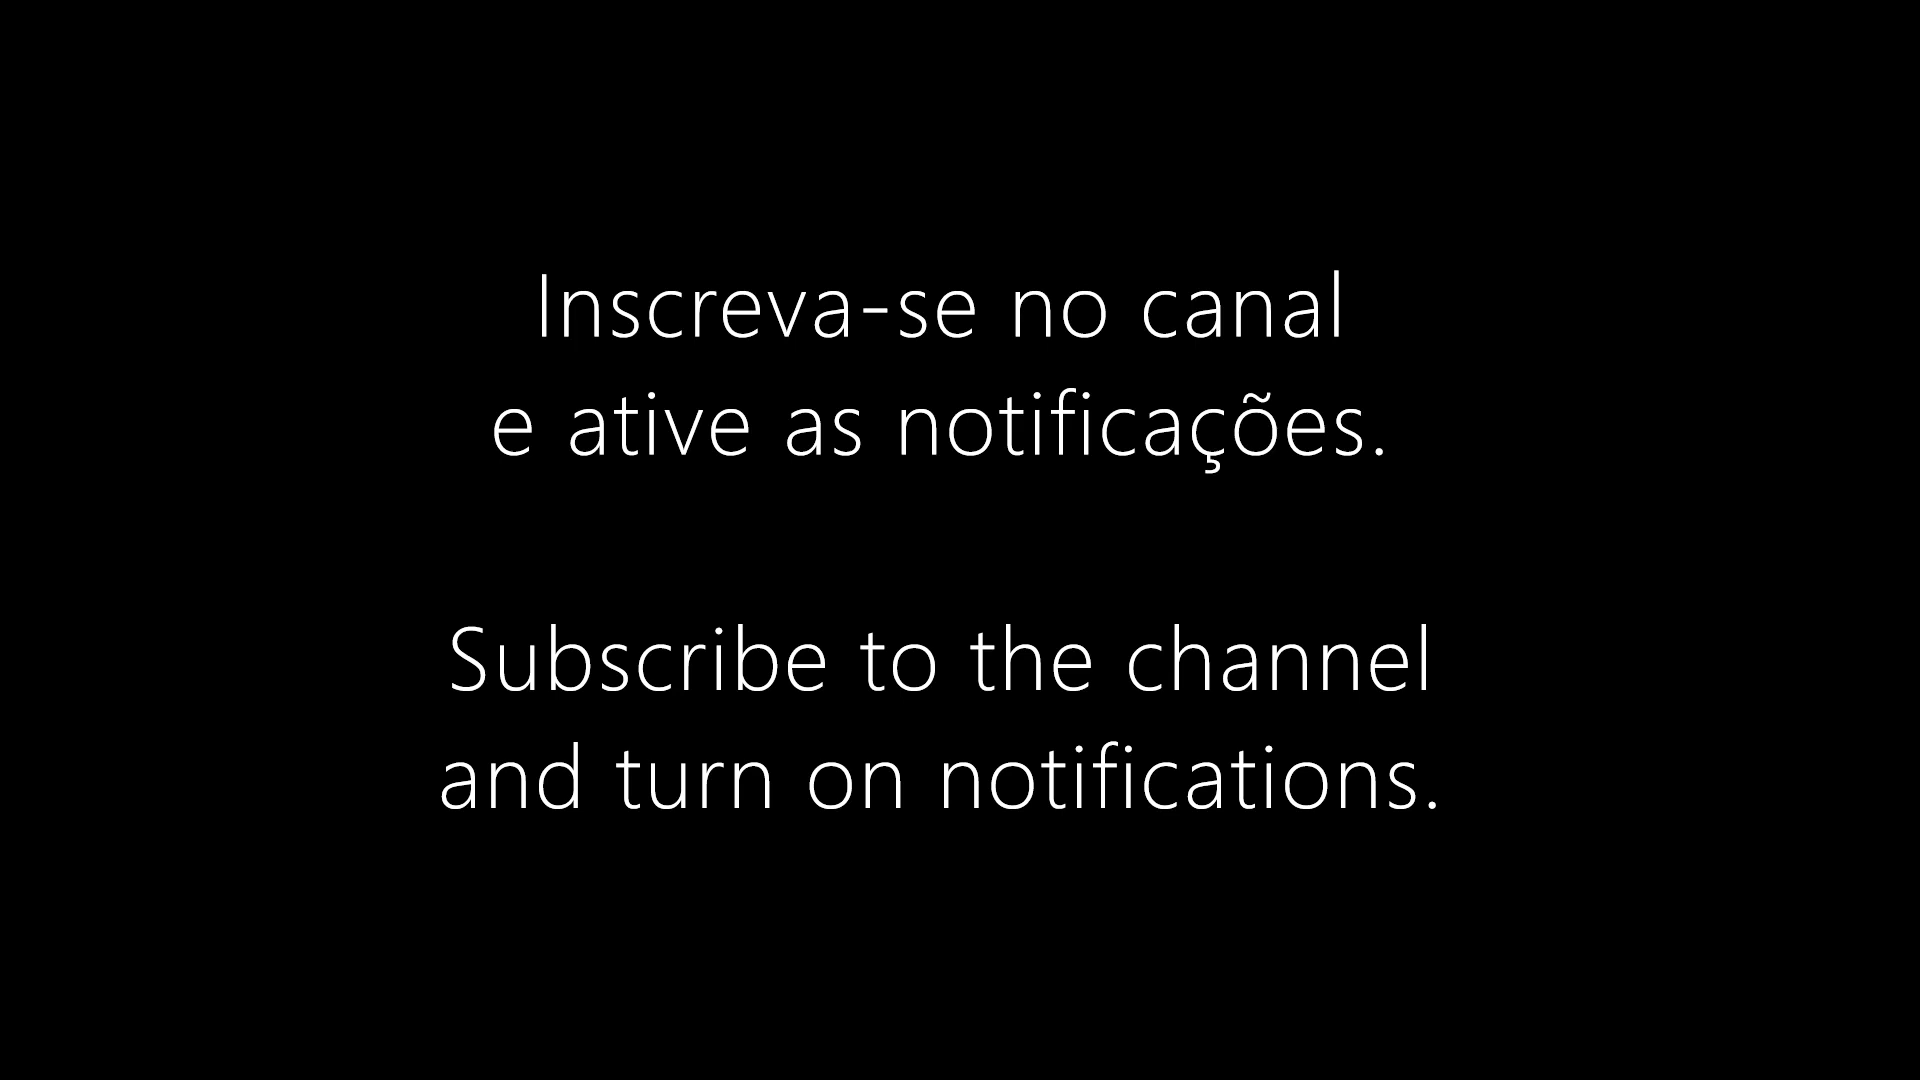 Inscreva-se no canal
e ative as notificações.
Subscribe to the channel
and turn on notifications.